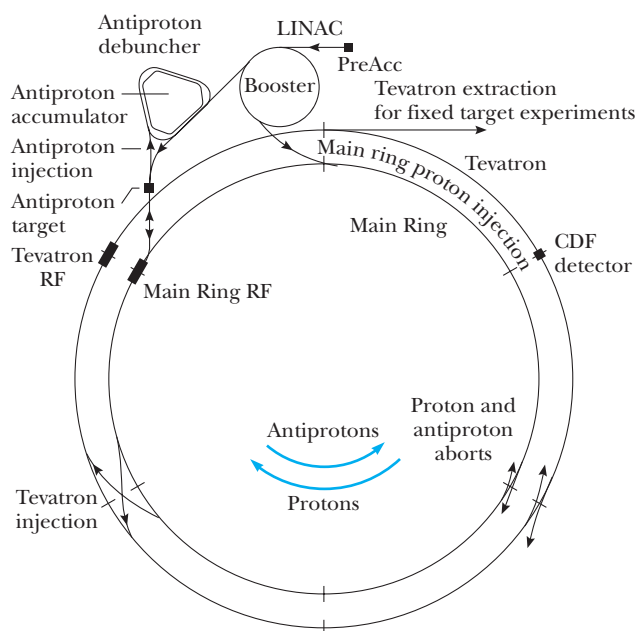 Antiproton
debuncher
LINAC
PreAcc
Booster
Antiproton
accumulator
Tevatron extraction
for fixed target experiments
Antiproton
injection
Main ring proton injection
Tevatron
Antiproton
target
Main Ring
CDF
detector
Tevatron
RF
Main Ring RF
Antiprotons
Protons
Proton and
antiproton
aborts
Tevatron
injection